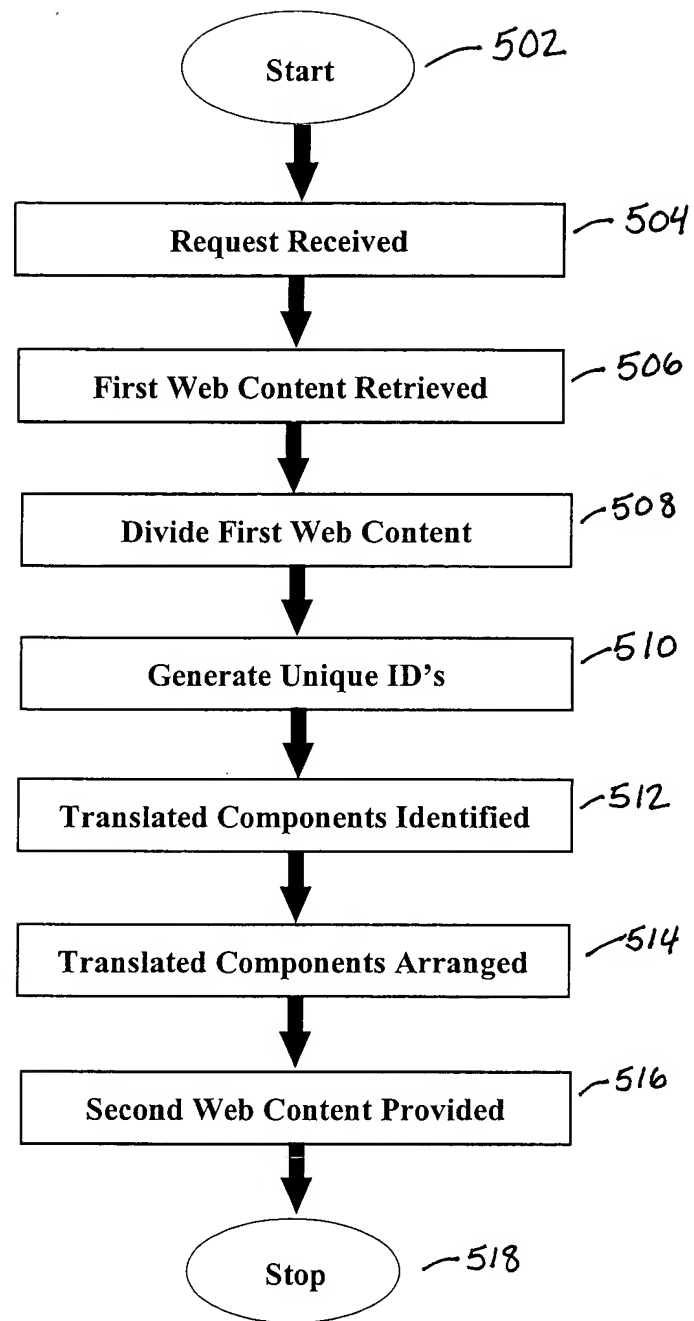 Start
502
Request Received
504
First Web Content Retrieved
506
Divide First Web Content
508
Generate Unique ID's
510
Translated Components Identified
512
Translated Components Arranged
514
Second Web Content Provided
516
Stop
518